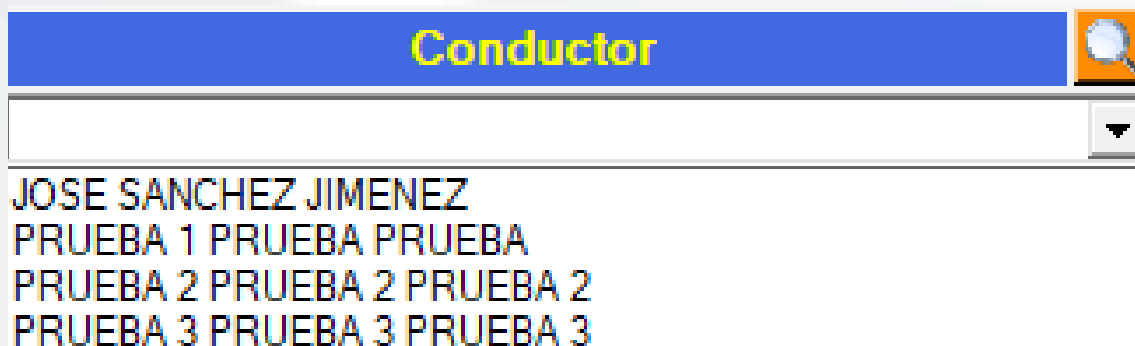 Conductor
JOSE SANCHEZ JIMENEZ
PRUEBA 1 PRUEBA PRUEBA
PRUEBA 2 PRUEBA 2 PRUEBA 2
PRUEBA 3 PRUEBA 3 PRUEBA 3